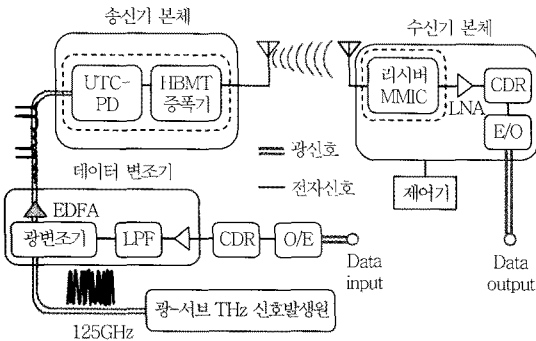 송신기 본체
수신기 본체
UTC-
PD
HBMT
증폭기
리시버
MMIC
LNA
CDR
E/O
광신호
전자신호
제어기
데이터 변조기
EDFA
광변조기
LPF
CDR
O/E
Data
input
Data
output
125GHz
광-서브 THz 신호발생원